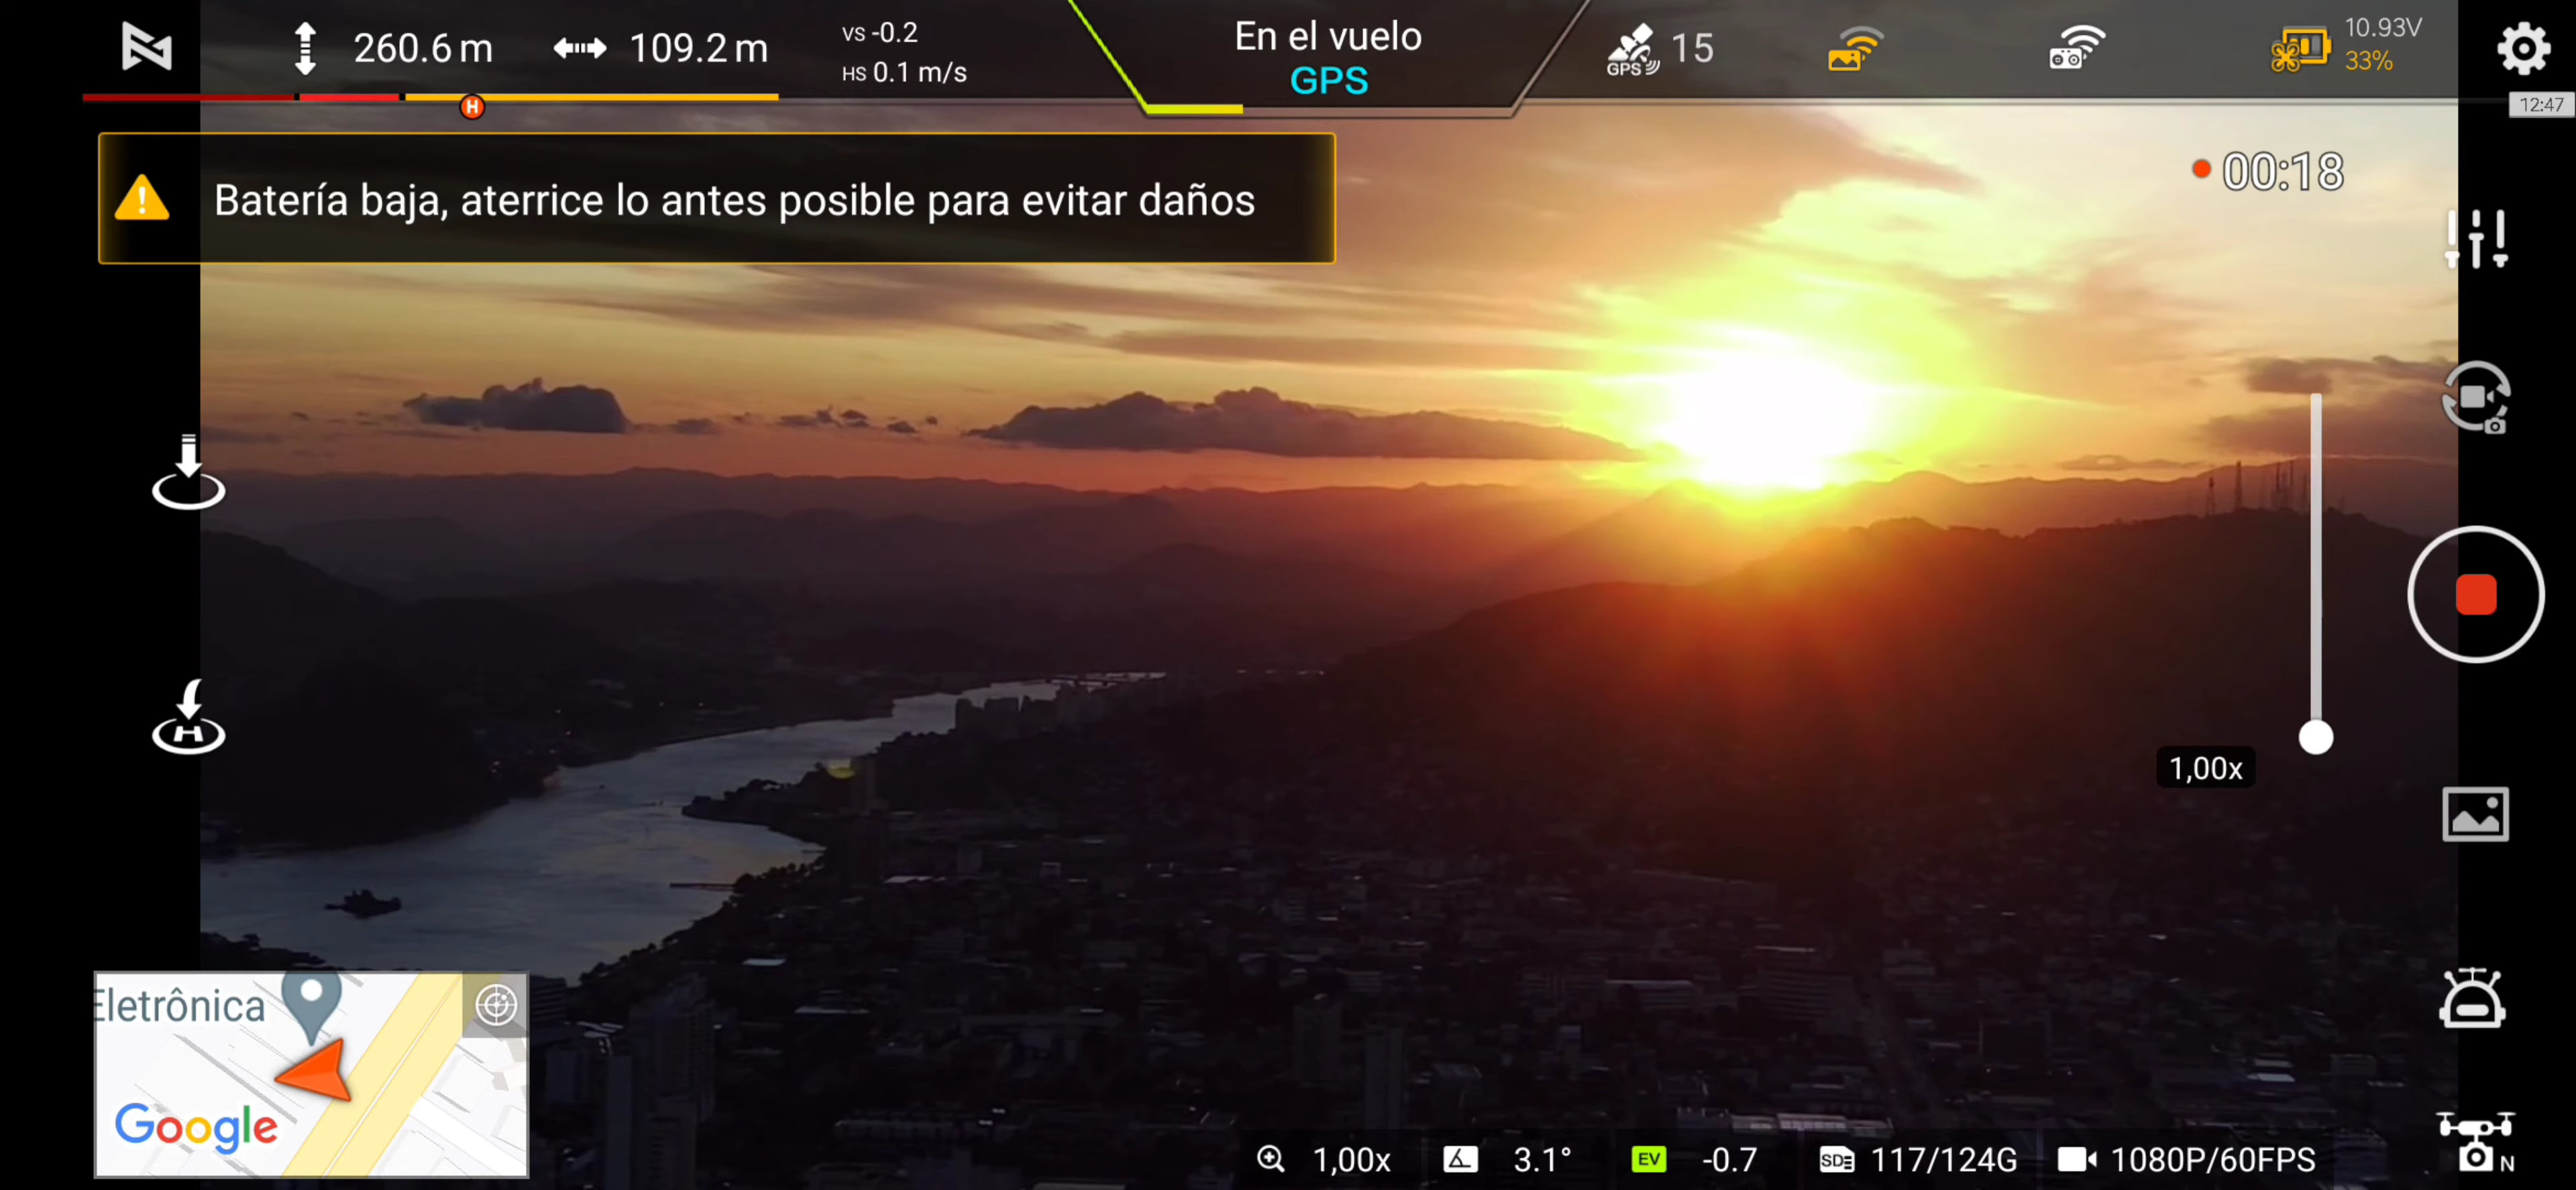 260.6 m
109.2 m
VS -0.2
HS 0.1 m/s
En el vuelo
GPS
GPS 15
10.93V
33%
12:47
H
Batería baja, aterrice lo antes posible para evitar daños
00:18
H
1,00x
Eletrônica
Google
1,00x
3.1°
EV -0.7
SD 117/124G
1080P/60FPS
N